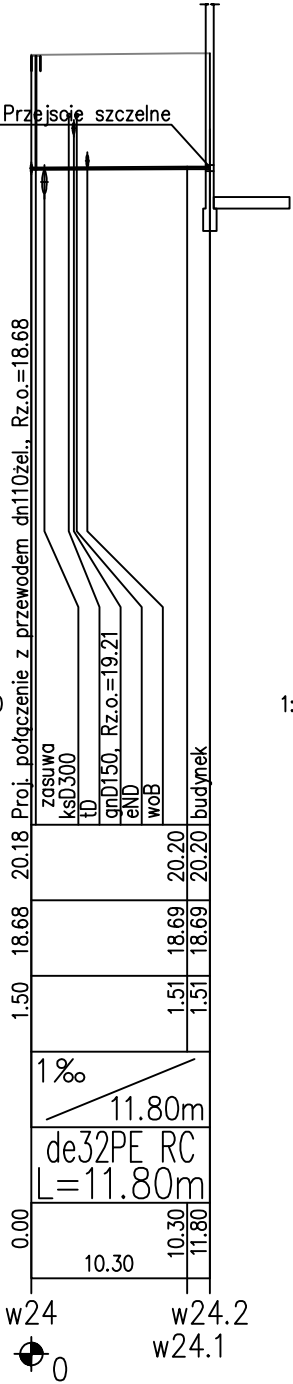 Przejscie szczelne
Proj. połączenie z przewodem dn110żel., Rz.o.=18.68
zasuwa
ksD300
tD
gnD150, Rz.o.=19.21
eND
woB
budynek
1:
20.18
20.20
20.20
18.68
18.69
18.69
1.50
1.51
1.51
1‰
11.80m
de32PE RC
L=11.80m
0.00
10.30
10.30
11.80
w24
w24.2
w24.1
0